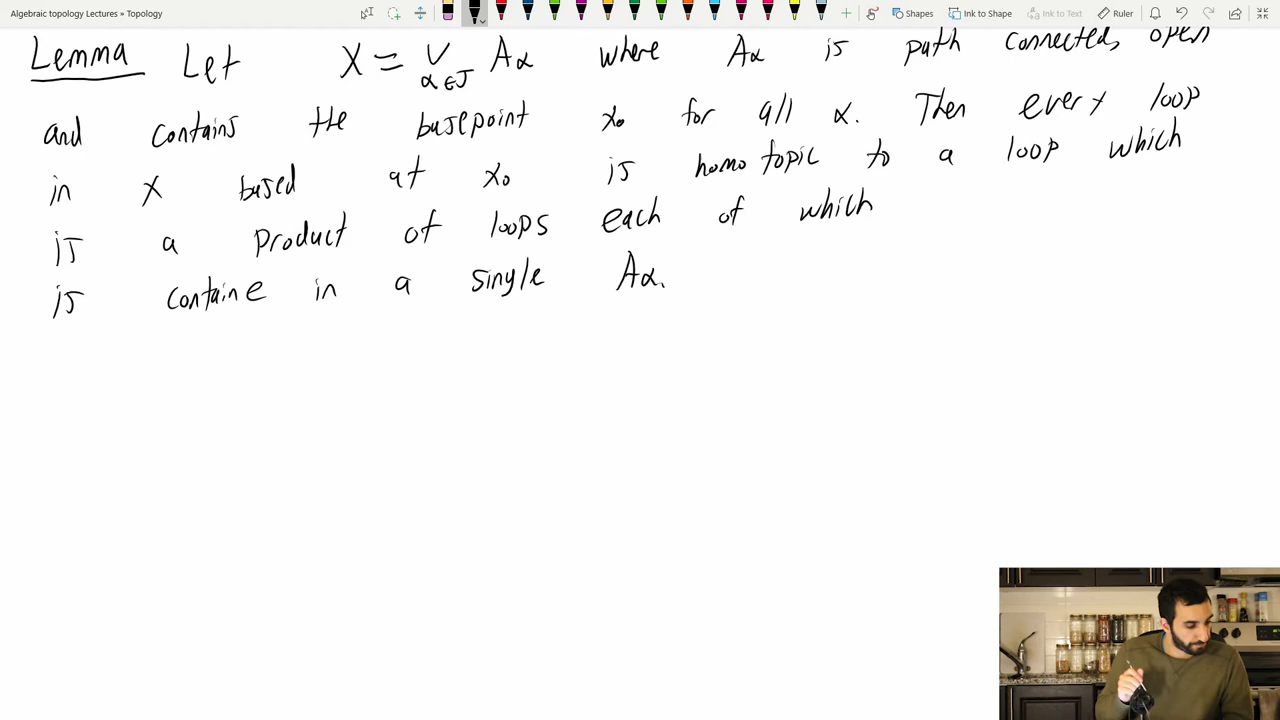 Algebraic topology Lectures » Topology
Shapes Ink to Shape Ink to Text Ruler
Lemma Let X = ∪ Aα where Aα is path connected, open
α∈J
and contains the basepoint x₀ for all α. Then every loop
in X based at x₀ is homotopic to a loop which
is a product of loops each of which
is containe in a single Aα.